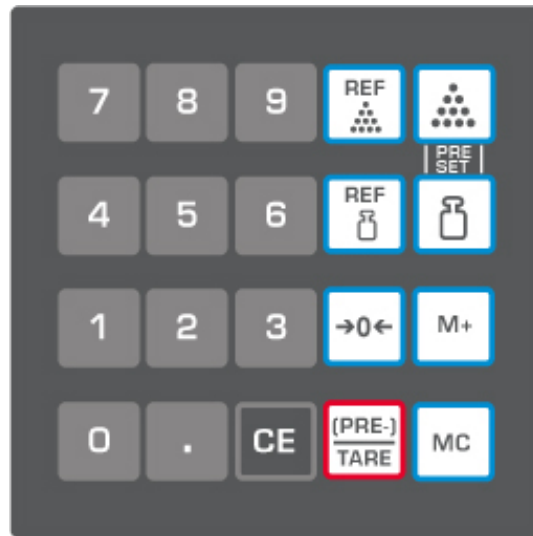 7 8 9 REF
PRE
SET
4 5 6 REF
1 2 3 →0← M+
0 . CE (PRE-) MC
TARE